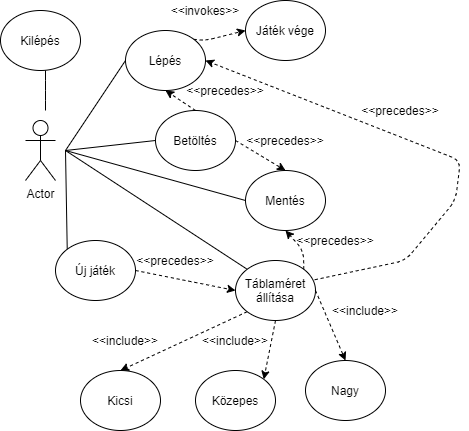 <<invokes>>
Játék vége
Kilépés
Lépés
<<precedes>>
<<precedes>>
Betöltés
<<precedes>>
Actor
Mentés
<<precedes>>
<<precedes>>
Új játék
Táblaméret
állítása
<<include>>
<<include>>
<<include>>
Kicsi
Közepes
Nagy